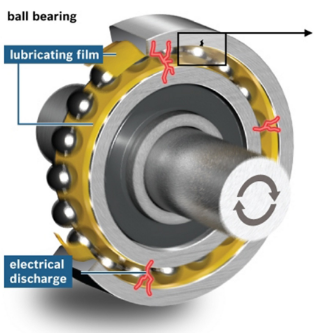 ball bearing
lubricating film
electrical
discharge